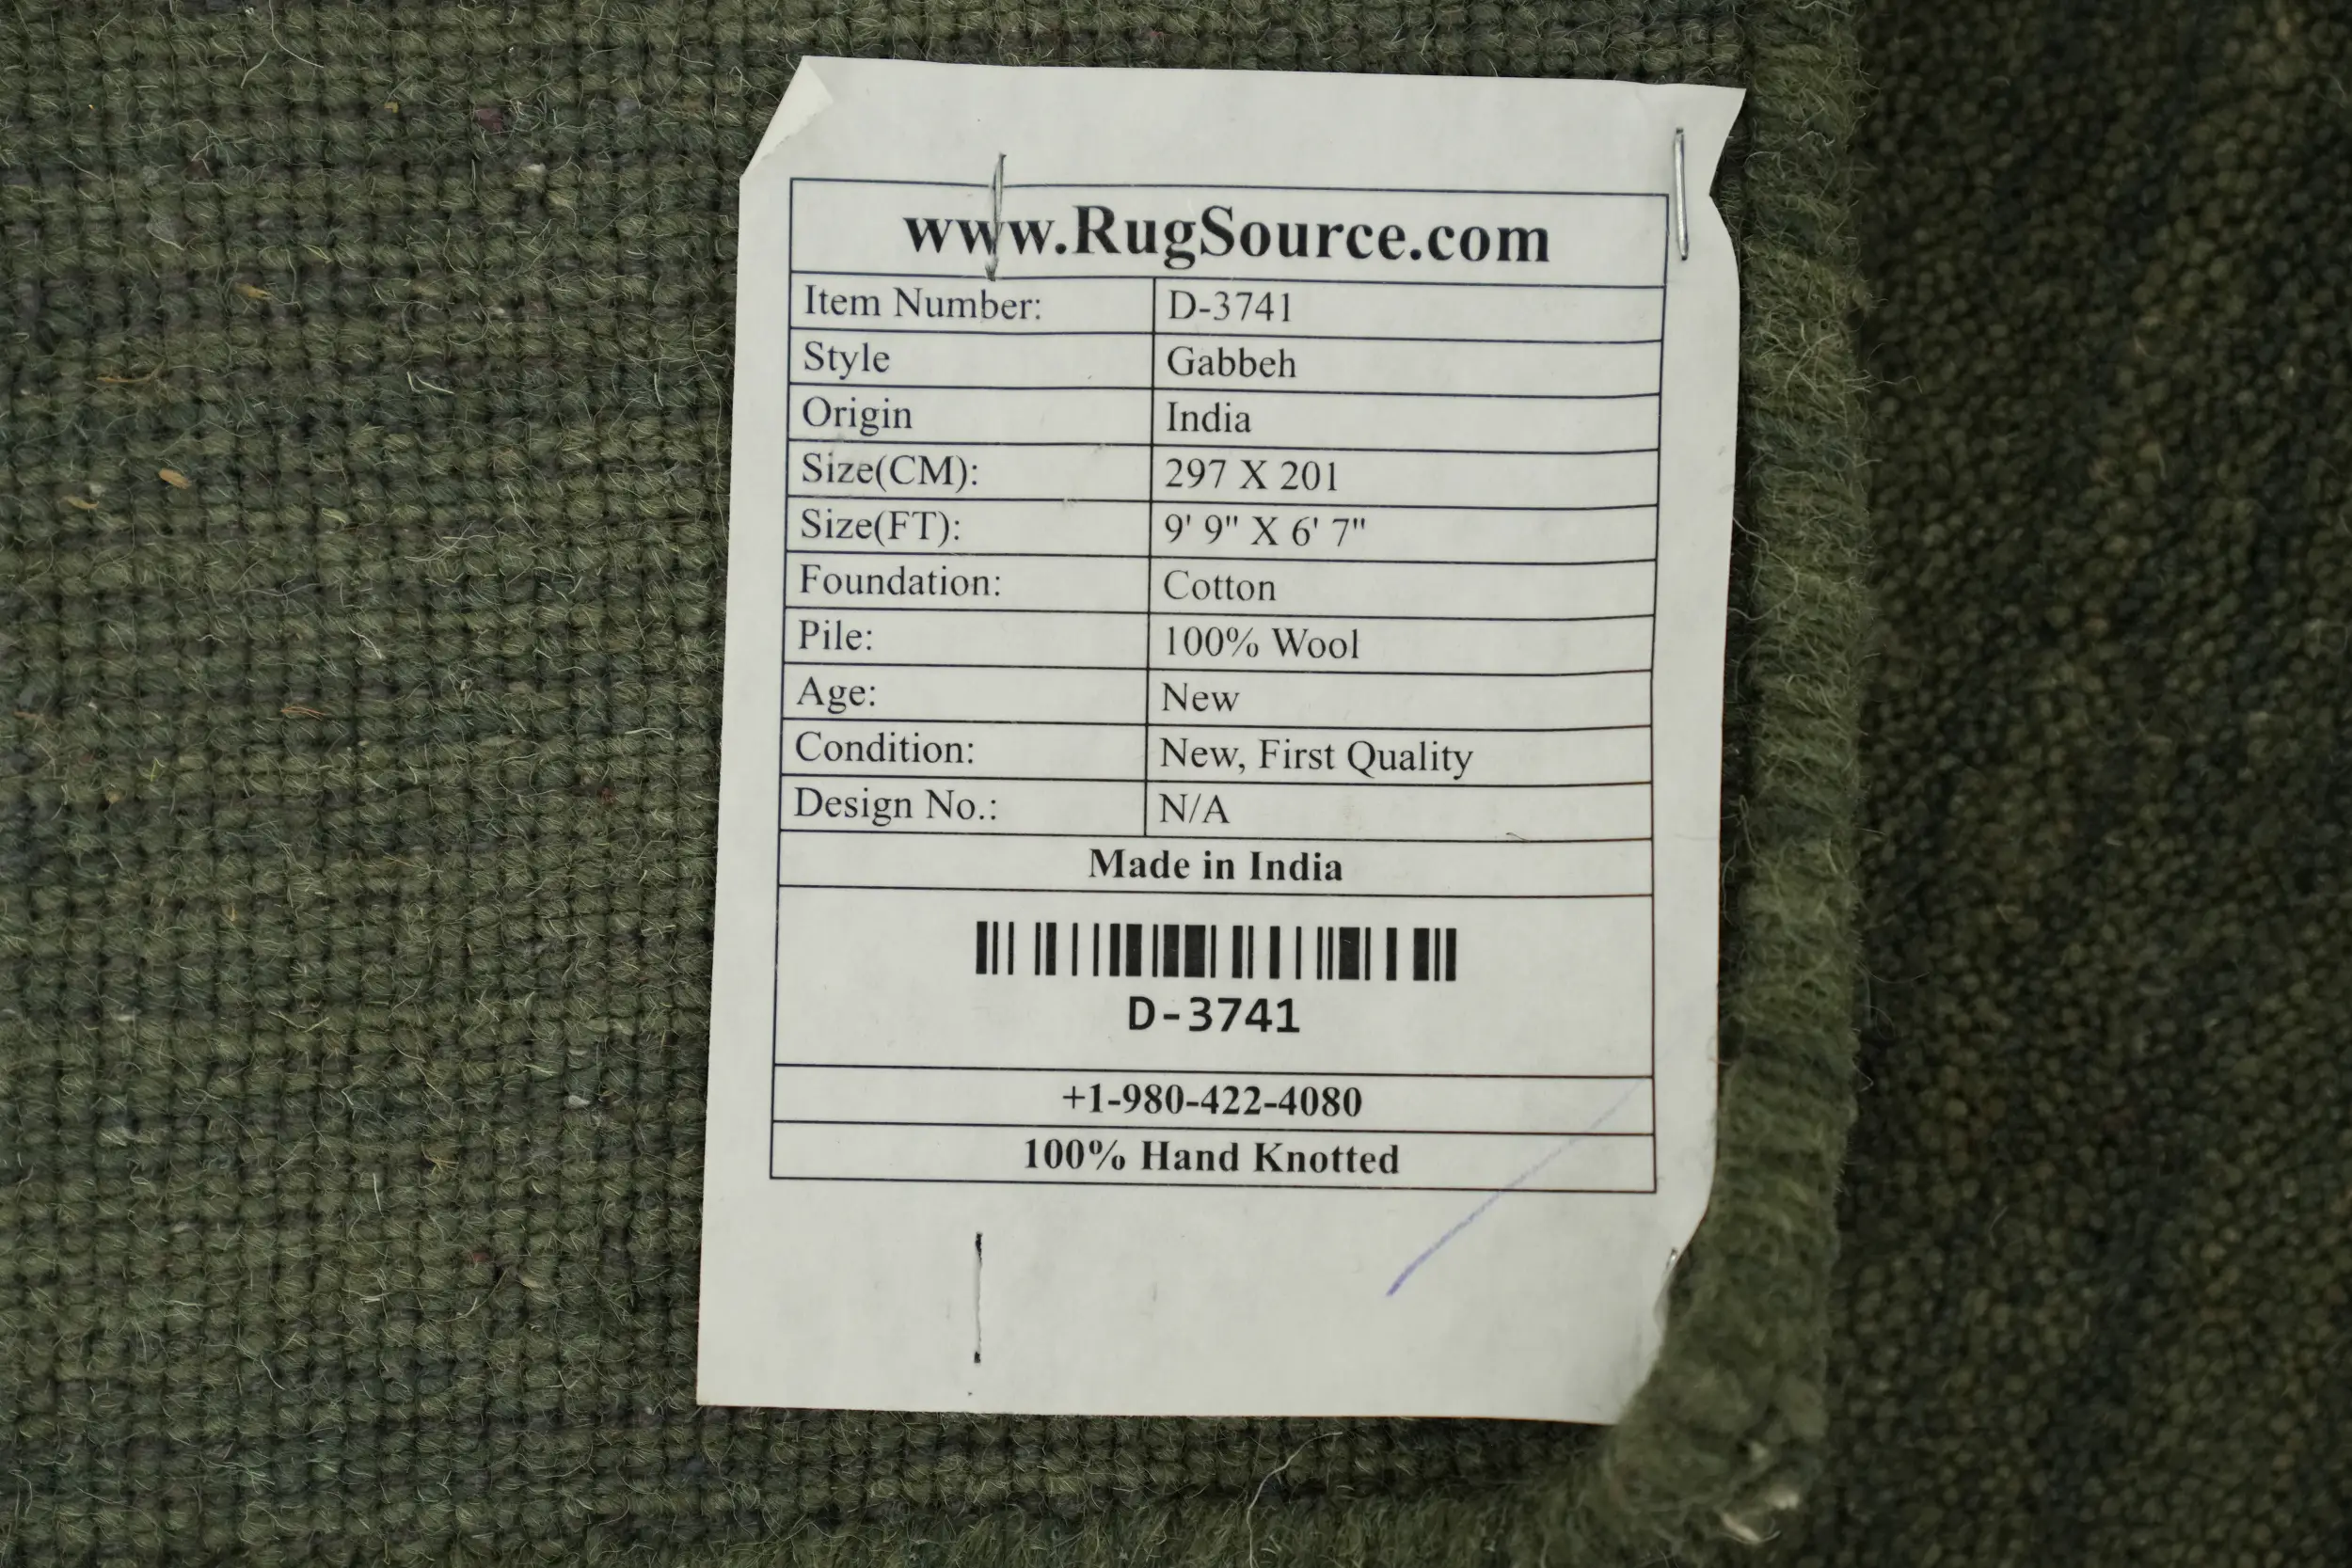 www.RugSource.com
Item Number: D-3741
Style Gabbeh
Origin India
Size(CM): 297 X 201
Size(FT): 9' 9" X 6' 7"
Foundation: Cotton
Pile: 100% Wool
Age: New
Condition: New, First Quality
Design No.: N/A
Made in India
D-3741
+1-980-422-4080
100% Hand Knotted